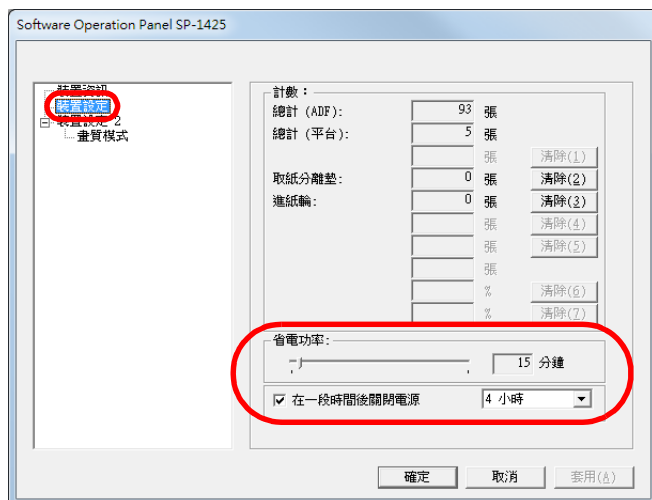 Software Operation Panel SP-1425
裝置資訊
裝置設定
裝置設定 2
畫質模式
計數：
總計 (ADF): 93 張
總計 (平台): 5 張
張 清除(1)
取紙分離墊: 0 張 清除(2)
進紙輪: 0 張 清除(3)
張 清除(4)
張 清除(5)
張
% 清除(6)
% 清除(7)
省電功率:
15 分鐘
在一段時間後關閉電源 4 小時
確定 取消 套用(A)